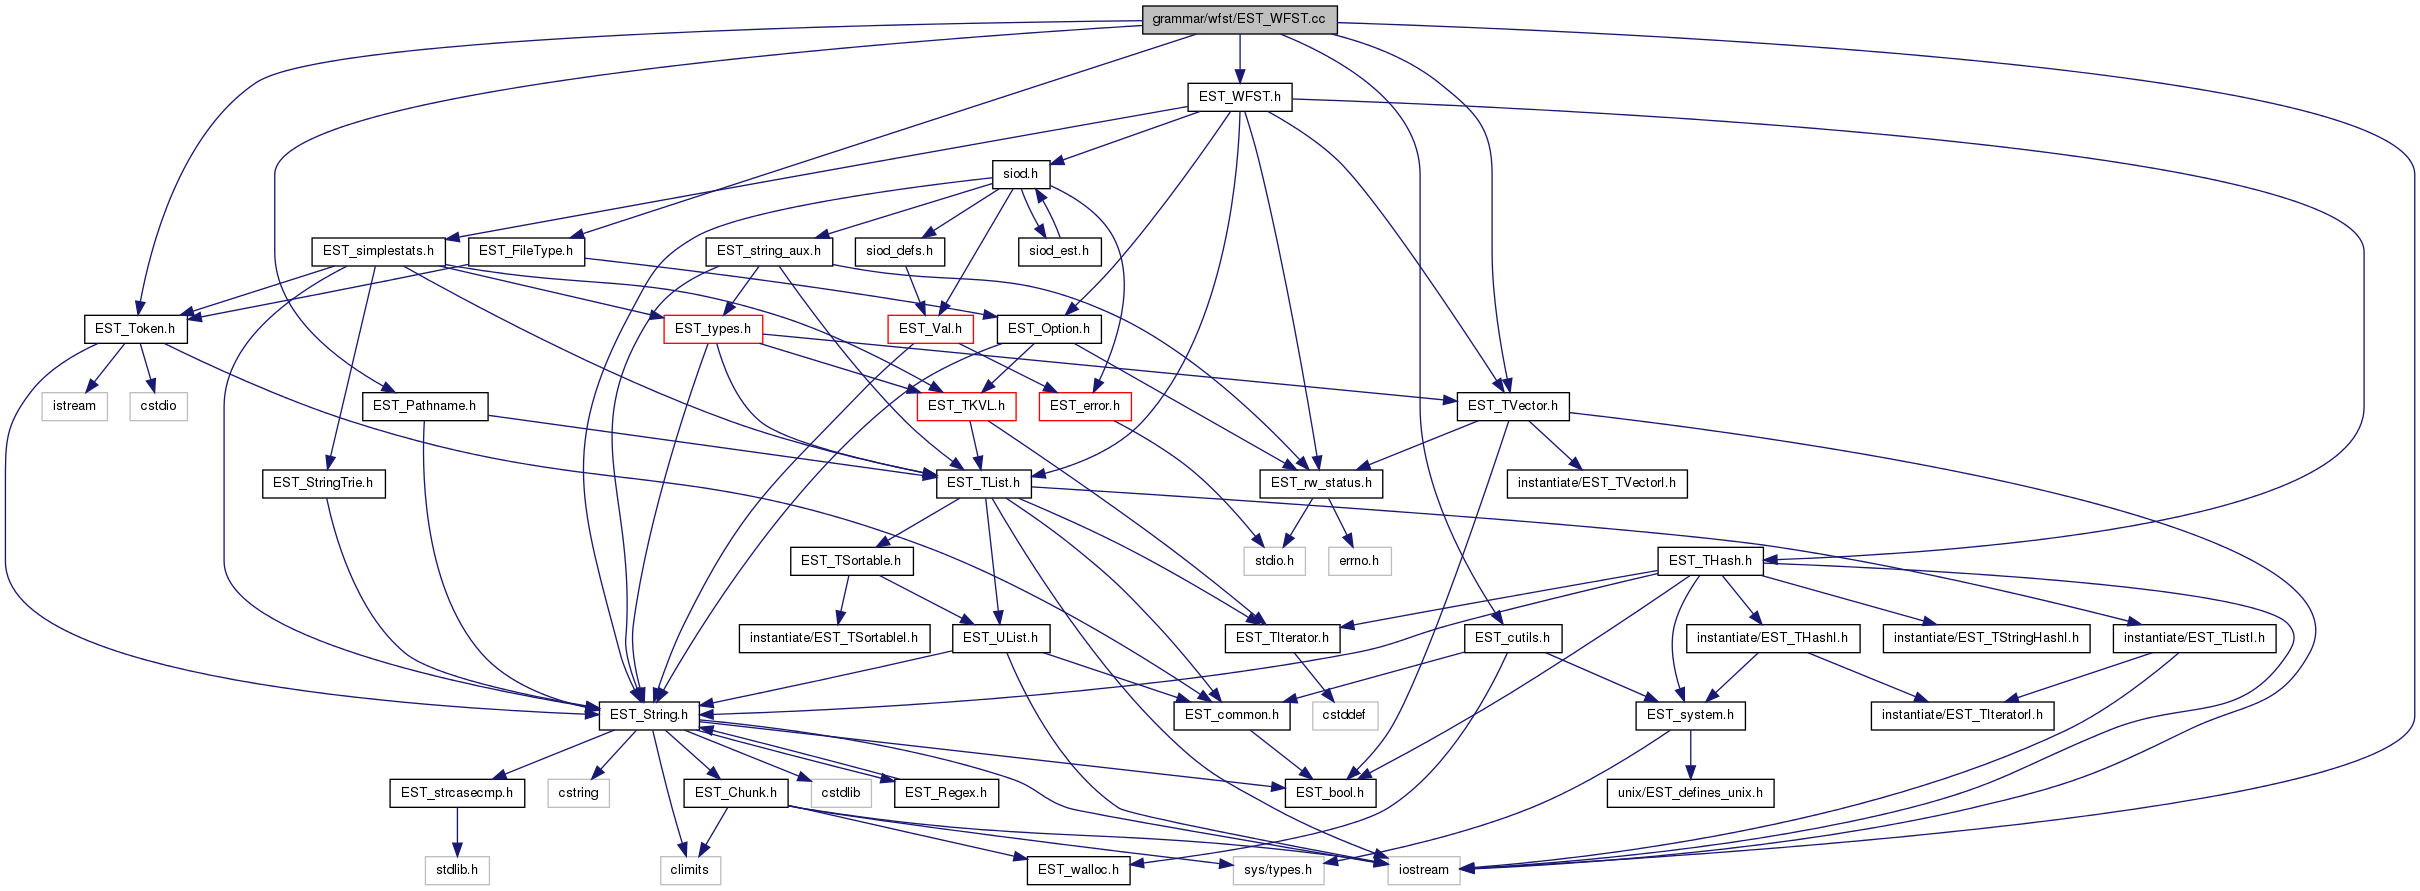 grammar/wfst/EST_WFST.cc
EST_WFST.h
siod.h
EST_simplestats.h
EST_FileType.h
EST_string_aux.h
siod_defs.h
siod_est.h
EST_Token.h
EST_types.h
EST_Val.h
EST_Option.h
istream
cstdio
EST_Pathname.h
EST_TKVL.h
EST_error.h
EST_TVector.h
EST_StringTrie.h
EST_TList.h
EST_rw_status.h
instantiate/EST_TVectorI.h
EST_TSortable.h
stdio.h
errno.h
EST_THash.h
instantiate/EST_TSortableI.h
EST_UList.h
EST_TIterator.h
EST_cutils.h
instantiate/EST_THashI.h
instantiate/EST_TStringHashI.h
instantiate/EST_TListI.h
EST_String.h
EST_common.h
cstddef
EST_system.h
instantiate/EST_TIteratorI.h
EST_strcasecmp.h
cstring
EST_Chunk.h
cstdlib
EST_Regex.h
EST_bool.h
unix/EST_defines_unix.h
stdlib.h
climits
EST_walloc.h
sys/types.h
iostream